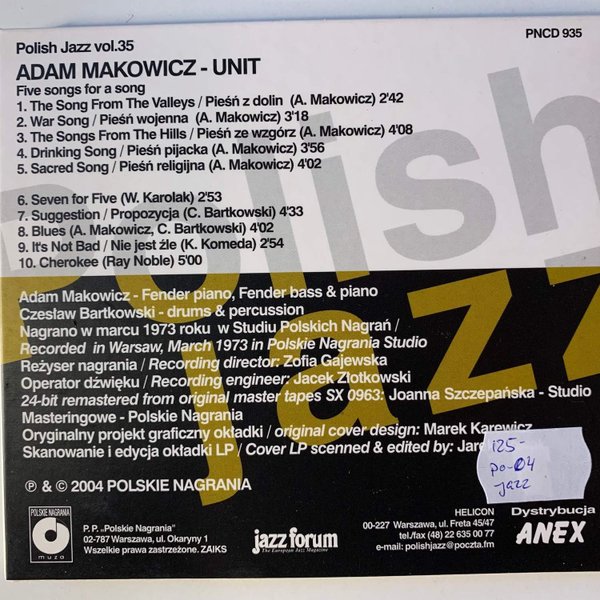 Polish Jazz vol.35
PNCD 935
ADAM MAKOWICZ - UNIT
Five songs for a song
1. The Song From The Valleys / Pieśń z dolin (A. Makowicz) 2'42
2. War Song / Pieśń wojenna (A. Makowicz) 3'18
3. The Songs From The Hills / Pieśń ze wzgórz (A. Makowicz) 4'08
4. Drinking Song / Pieśń pijacka (A. Makowicz) 3'56
5. Sacred Song / Pieśń religijna (A. Makowicz) 4'02
6. Seven for Five (W. Karolak) 2'53
7. Suggestion / Propozycja (C. Bartkowski) 4'33
8. Blues (A. Makowicz, C. Bartkowski) 4'02
9. It's Not Bad / Nie jest źle (K. Komeda) 2'54
10. Cherokee (Ray Noble) 5'00
Polish
jazz
Adam Makowicz - Fender piano, Fender bass & piano
Czesław Bartkowski - drums & percussion
Nagrano w marcu 1973 roku w Studiu Polskich Nagrań /
Recorded in Warsaw, March 1973 in Polskie Nagrania Studio
Reżyser nagrania / Recording director: Zofia Gajewska
Operator dźwięku / Recording engineer: Jacek Złotkowski
24-bit remastered from original master tapes SX 0963: Joanna Szczepańska - Studio
Masteringowe - Polskie Nagrania
Oryginalny projekt graficzny okładki / original cover design: Marek Karewicz
Skanowanie i edycja okładki LP / Cover LP scenned & edited by:
125-
po-04
jazz
℗ & © 2004 POLSKIE NAGRANIA
POLSKIE NAGRANIA
muza
P. P. „Polskie Nagrania"
02-787 Warszawa, ul. Okaryny 1
Wszelkie prawa zastrzeżone. ZAIKS
jazz forum
The European Jazz Magazine
HELICON
00-227 Warszawa, ul. Freta 45/47
tel./fax (48) 22 635 00 77
e-mail: polishjazz@poczta.fm
Dystrybucja
ANEX